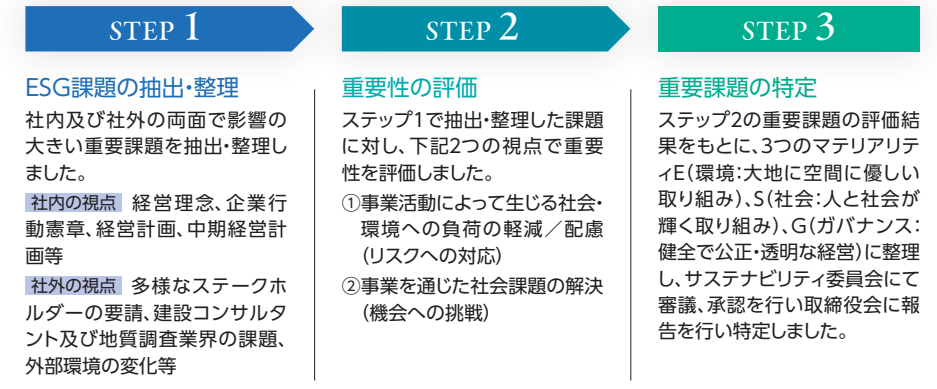 STEP 1
ESG課題の抽出・整理
社内及び社外の両面で影響の
大きい重要課題を抽出・整理し
ました。
社内の視点 経営理念、企業行
動憲章、経営計画、中期経営計
画等
社外の視点 多様なステークホ
ルダーの要請、建設コンサルタ
ント及び地質調査業界の課題、
外部環境の変化等
STEP 2
重要性の評価
ステップ1で抽出・整理した課題
に対し、下記2つの視点で重要
性を評価しました。
①事業活動によって生じる社会・
環境への負荷の軽減／配慮
（リスクへの対応）
②事業を通じた社会課題の解決
（機会への挑戦）
STEP 3
重要課題の特定
ステップ2の重要課題の評価結
果をもとに、3つのマテリアリテ
ィE（環境：大地に空間に優しい
取り組み）、S（社会：人と社会が
輝く取り組み）、G（ガバナンス：
健全で公正・透明な経営）に整理
し、サステナビリティ委員会にて
審議、承認を行い取締役会に報
告を行い特定しました。